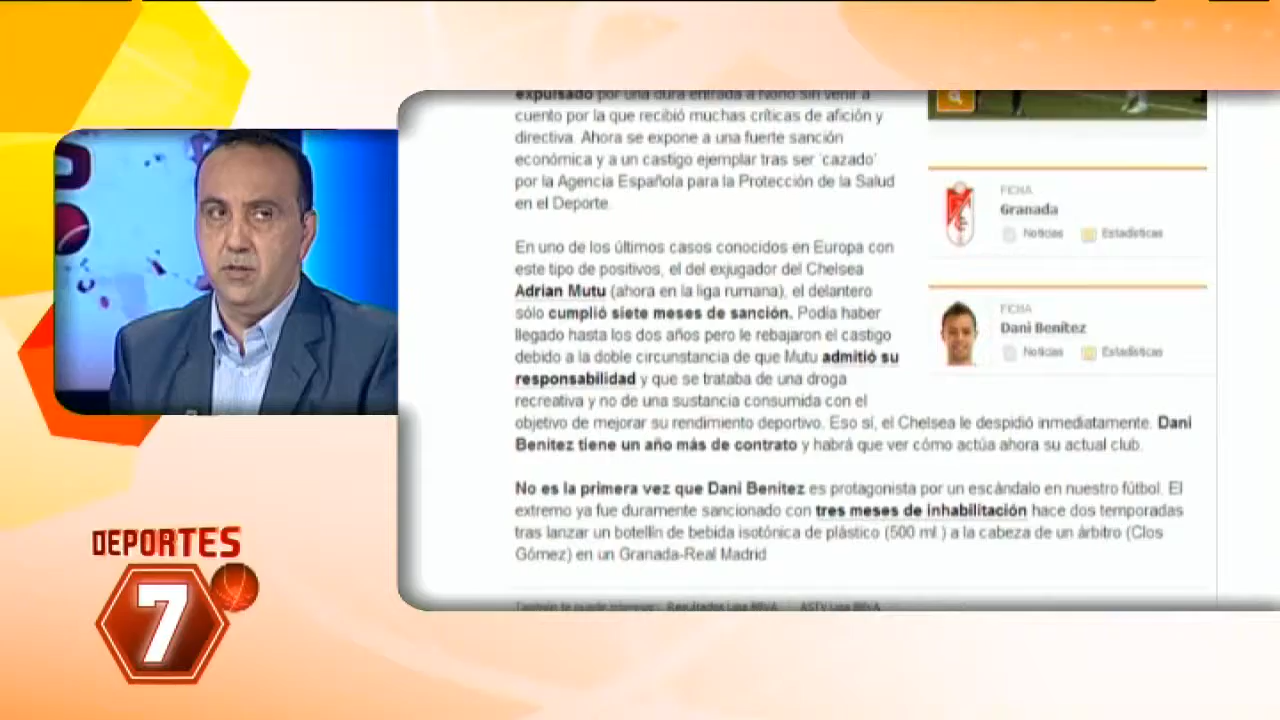 expulsado por una dura entrada a Nono sin venir a
cuento por la que recibió muchas críticas de afición y
directiva. Ahora se expone a una fuerte sanción
económica y a un castigo ejemplar tras ser 'cazado'
por la Agencia Española para la Protección de la Salud
en el Deporte.
En uno de los últimos casos conocidos en Europa con
este tipo de positivos, el del exjugador del Chelsea
Adrian Mutu (ahora en la liga rumana), el delantero
sólo cumplió siete meses de sanción. Podía haber
llegado hasta los dos años pero le rebajaron el castigo
debido a la doble circunstancia de que Mutu admitió su
responsabilidad y que se trataba de una droga
recreativa y no de una sustancia consumida con el
objetivo de mejorar su rendimiento deportivo. Eso sí, el Chelsea le despidió inmediatamente. Dani
Benítez tiene un año más de contrato y habrá que ver cómo actúa ahora su actual club.
No es la primera vez que Dani Benítez es protagonista por un escándalo en nuestro fútbol. El
extremo ya fue duramente sancionado con tres meses de inhabilitación hace dos temporadas
tras lanzar un botellín de bebida isotónica de plástico (500 ml.) a la cabeza de un árbitro (Clos
Gómez) en un Granada-Real Madrid
FICHA
Granada
Noticias Estadísticas
FICHA
Dani Benítez
Noticias Estadísticas
DEPORTES
7